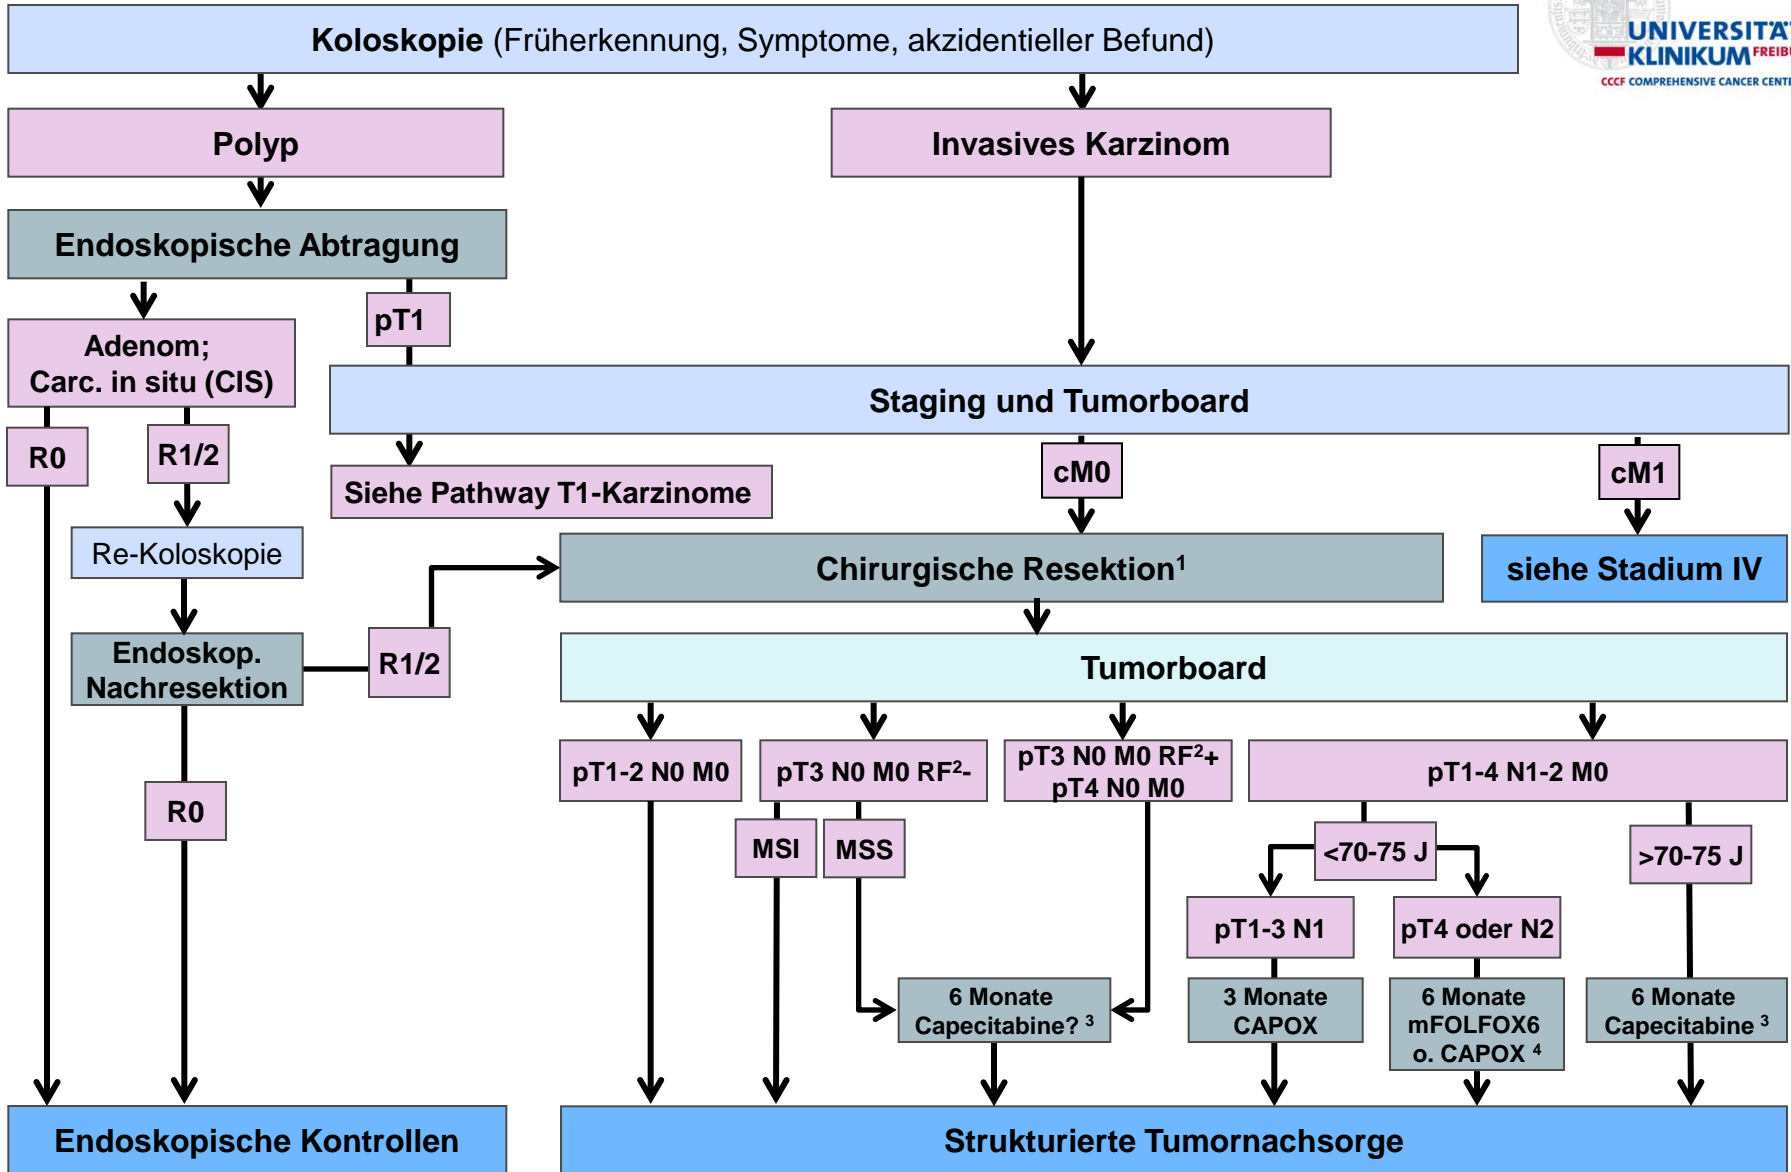 Koloskopie (Früherkennung, Symptome, akzidentieller Befund)
UNIVERSITÄT
KLINIKUM
CCCF COMPREHENSIVE CANCER
Polyp
Invasives Karzinom
Endoskopische Abtragung
pT1
Adenom;
Carc. in situ (CIS)
Staging und Tumorboard
R0
R1/2
cM0
cM1
Siehe Pathway T1-Karzinome
Re-Koloskopie
Chirurgische Resektion¹
siehe Stadium IV
Endoskop.
Nachresektion
R1/2
Tumorboard
pT1-2 N0 M0
pT3 N0 M0 RF²-
pT3 N0 M0 RF²+
pT4 N0 M0
pT1-4 N1-2 M0
R0
MSI
MSS
<70-75 J
>70-75 J
pT1-3 N1
pT4 oder N2
6 Monate
Capecitabine? ³
3 Monate
CAPOX
6 Monate
mFOLFOX6
o. CAPOX ⁴
6 Monate
Capecitabine ³
Endoskopische Kontrollen
Strukturierte Tumornachsorge